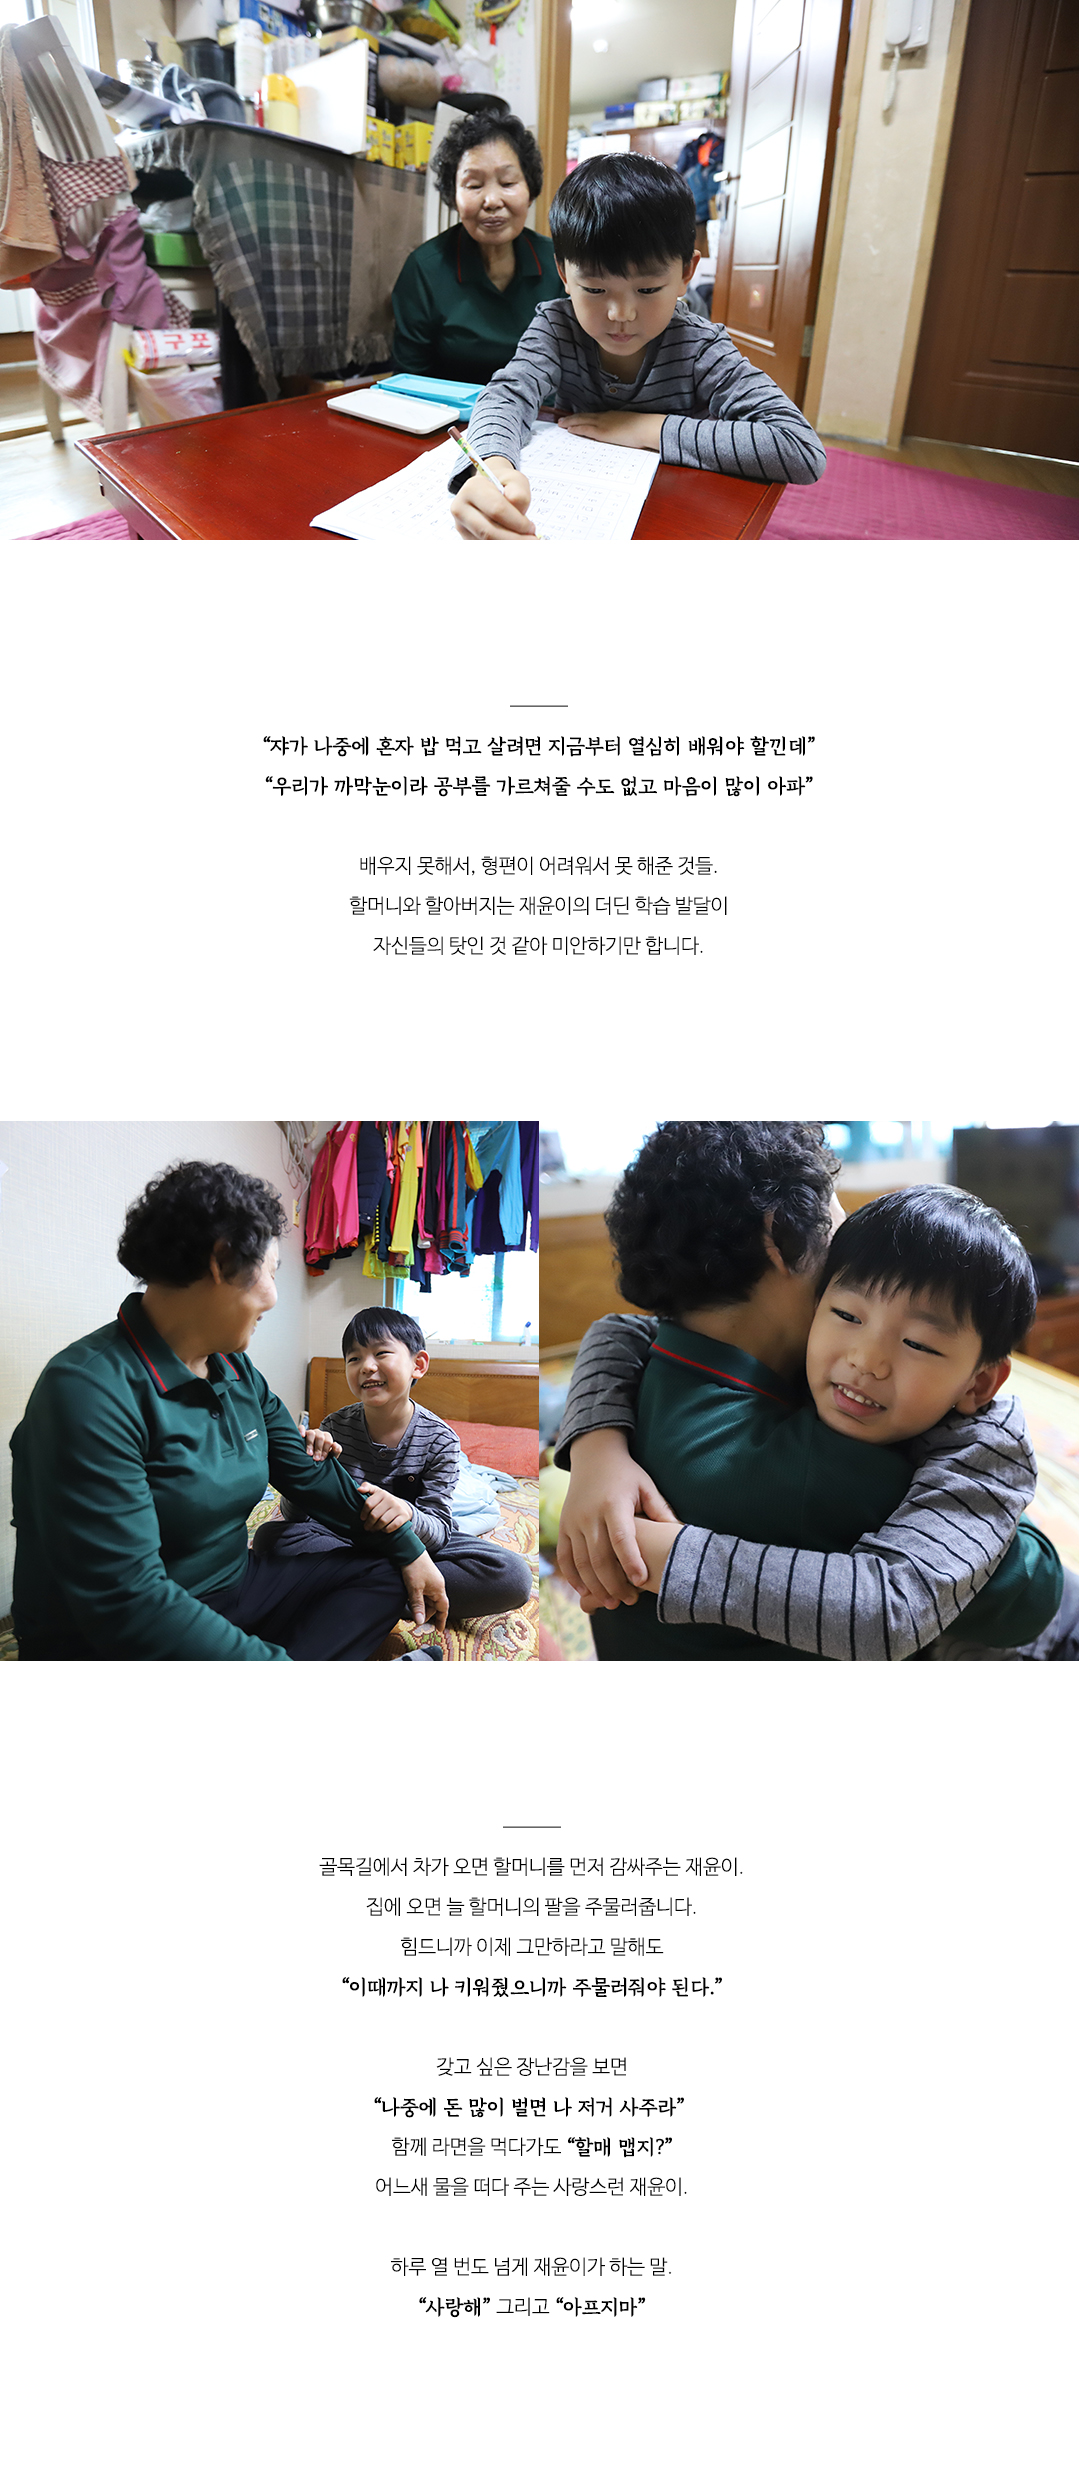 구포
“쟈가 나중에 혼자 밥 먹고 살려면 지금부터 열심히 배워야 할낀데”
“우리가 까막눈이라 공부를 가르쳐줄 수도 없고 마음이 많이 아파”
배우지 못해서, 형편이 어려워서 못 해준 것들.
할머니와 할아버지는 재윤이의 더딘 학습 발달이
자신들의 탓인 것 같아 미안하기만 합니다.
골목길에서 차가 오면 할머니를 먼저 감싸주는 재윤이.
집에 오면 늘 할머니의 팔을 주물러줍니다.
힘드니까 이제 그만하라고 말해도
“이때까지 나 키워줬으니까 주물러줘야 된다.”
갖고 싶은 장난감을 보면
“나중에 돈 많이 벌면 나 저거 사주라”
함께 라면을 먹다가도 “할매 맵지?”
어느새 물을 떠다 주는 사랑스런 재윤이.
하루 열 번도 넘게 재윤이가 하는 말.
“사랑해” 그리고 “아프지마”